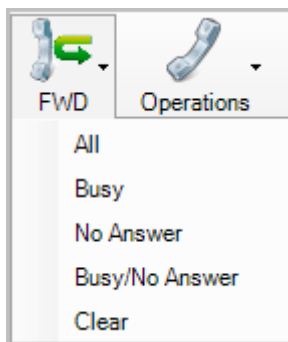 FWD Operations
All
Busy
No Answer
Busy/No Answer
Clear